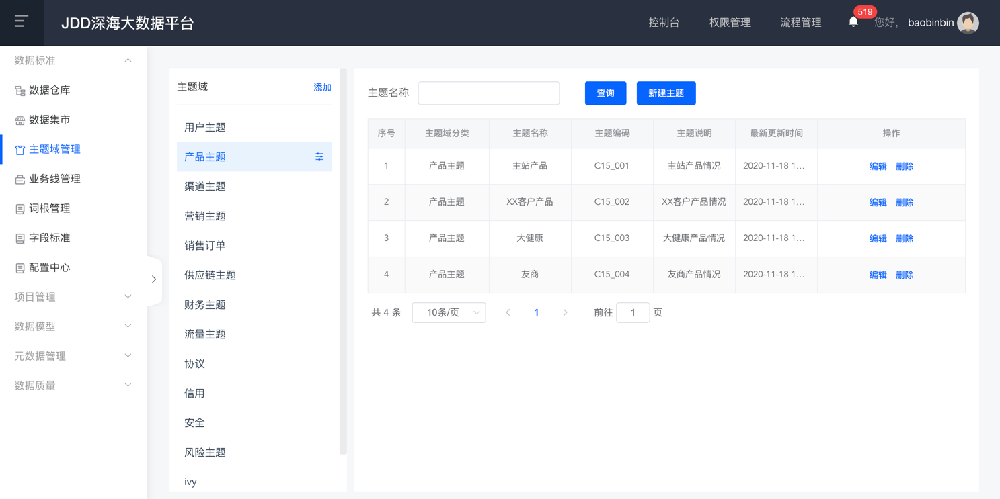 JDD深海大数据平台
控制台 权限管理 流程管理 519 您好， baobinbin
数据标准
数据仓库
数据集市
主题域管理
业务线管理
词根管理
字段标准
配置中心
项目管理
数据模型
元数据管理
数据质量
主题域 添加
用户主题
产品主题
渠道主题
营销主题
销售订单
供应链主题
财务主题
流量主题
协议
信用
安全
风险主题
ivy
主题名称 查询 新建主题
序号 主题域分类 主题名称 主题编码 主题说明 最新更新时间 操作
1 产品主题 主站产品 C15_001 主站产品情况 2020-11-18 1... 编辑 删除
2 产品主题 XX客户产品 C15_002 XX客户产品情况 2020-11-18 1... 编辑 删除
3 产品主题 大健康 C15_003 大健康产品情况 2020-11-18 1... 编辑 删除
4 产品主题 友商 C15_004 友商产品情况 2020-11-18 1... 编辑 删除
共 4 条 10条/页 1 前往 1 页